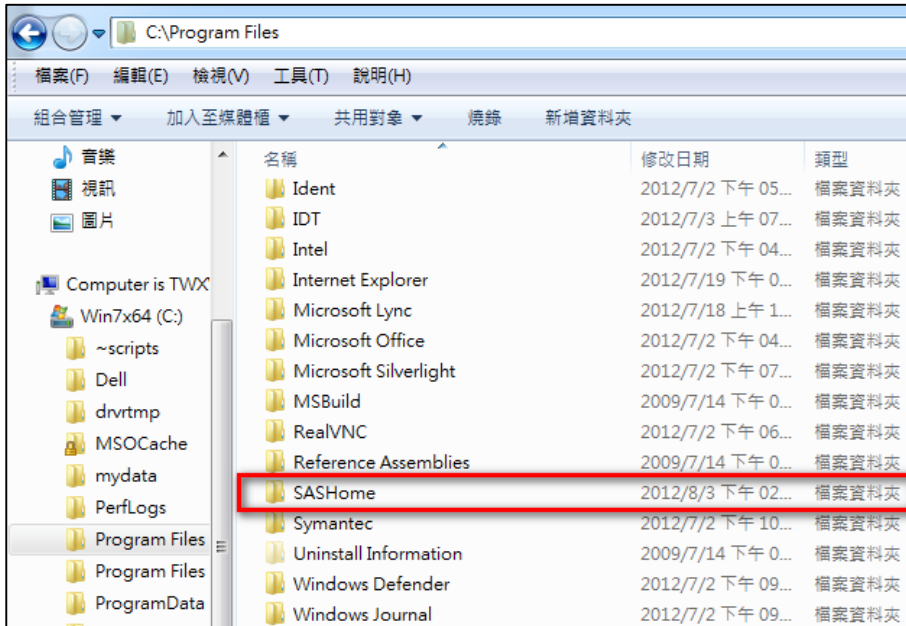 C:\Program Files
檔案(F) 編輯(E) 檢視(V) 工具(T) 說明(H)
組合管理 加入至媒體櫃 共用對象 燒錄 新增資料夾
音樂
視訊
圖片
Computer is TWX
Win7x64 (C:)
~scripts
Dell
drvrtmp
MSOCache
mydata
PerfLogs
Program Files
Program Files
ProgramData
名稱 修改日期 類型
Ident 2012/7/2 下午 05... 檔案資料夾
IDT 2012/7/3 上午 07... 檔案資料夾
Intel 2012/7/2 下午 04... 檔案資料夾
Internet Explorer 2012/7/19 下午 0... 檔案資料夾
Microsoft Lync 2012/7/18 上午 1... 檔案資料夾
Microsoft Office 2012/7/2 下午 04... 檔案資料夾
Microsoft Silverlight 2012/7/2 下午 07... 檔案資料夾
MSBuild 2009/7/14 下午 0... 檔案資料夾
RealVNC 2012/7/2 下午 06... 檔案資料夾
Reference Assemblies 2009/7/14 下午 0... 檔案資料夾
SASHome 2012/8/3 下午 02... 檔案資料夾
Symantec 2012/7/2 下午 10... 檔案資料夾
Uninstall Information 2009/7/14 下午 0... 檔案資料夾
Windows Defender 2012/7/2 下午 09... 檔案資料夾
Windows Journal 2012/7/2 下午 09... 檔案資料夾